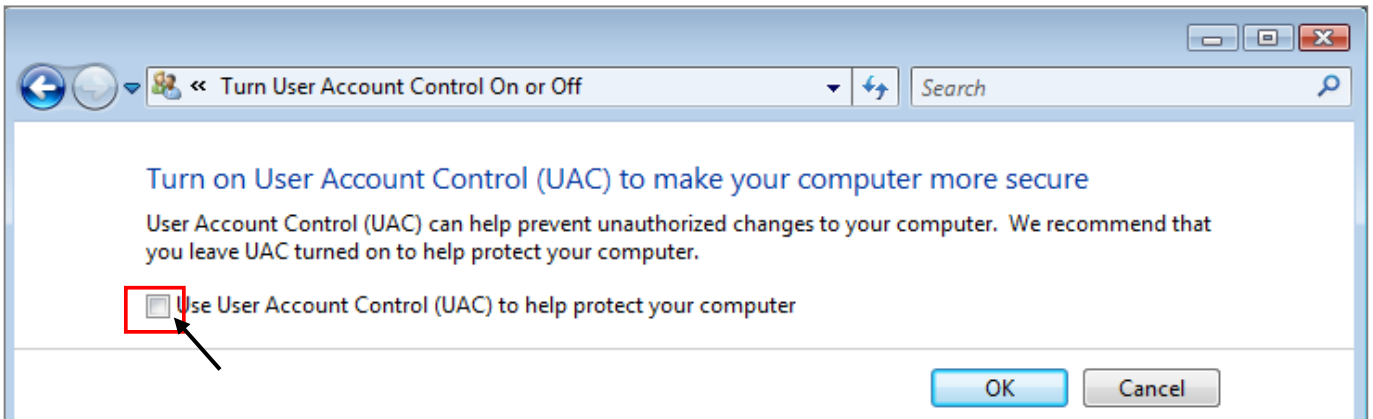 « Turn User Account Control On or Off
Search
Turn on User Account Control (UAC) to make your computer more secure
User Account Control (UAC) can help prevent unauthorized changes to your computer.  We recommend that
you leave UAC turned on to help protect your computer.
Use User Account Control (UAC) to help protect your computer
OK
Cancel